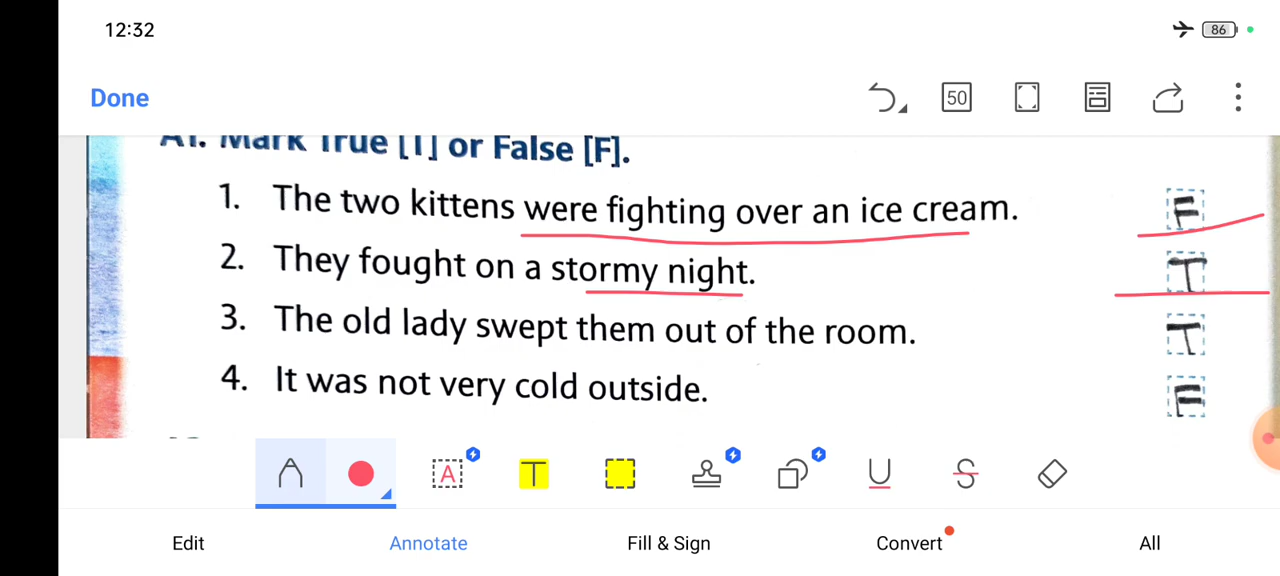 12:32
86
Done
50
A1. Mark True [T] or False [F].
1. The two kittens were fighting over an ice cream. F
2. They fought on a stormy night. T
3. The old lady swept them out of the room. T
4. It was not very cold outside. F
A T U S
Edit Annotate Fill & Sign Convert All